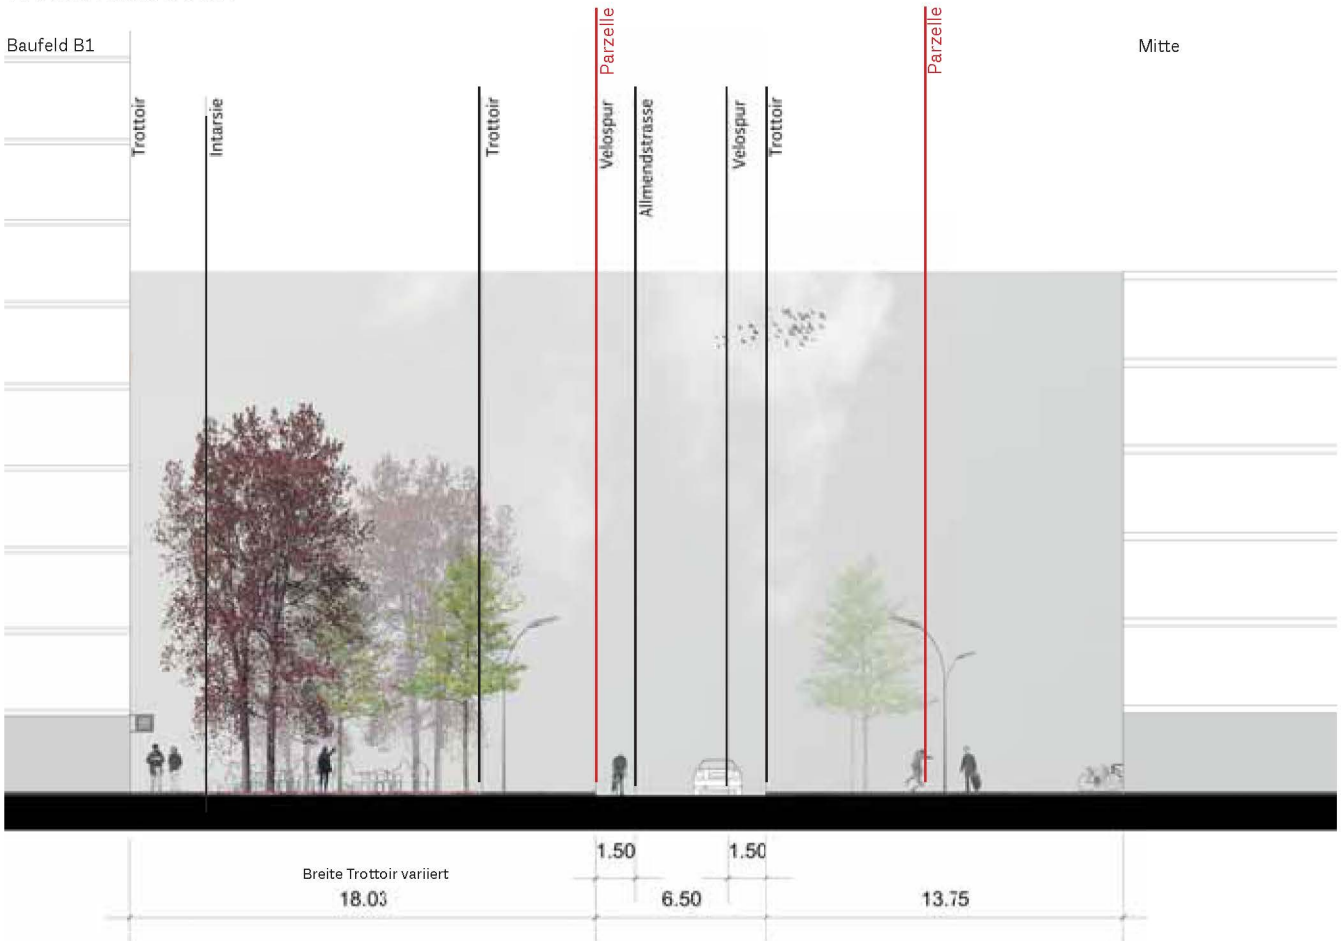 Baufeld B1
Mitte
Parzelle
Parzelle
Trottoir
Intarsie
Trottoir
Velospur
Allmendstrasse
Velospur
Trottoir
1.50
1.50
Breite Trottoir variiert
18.03
6.50
13.75